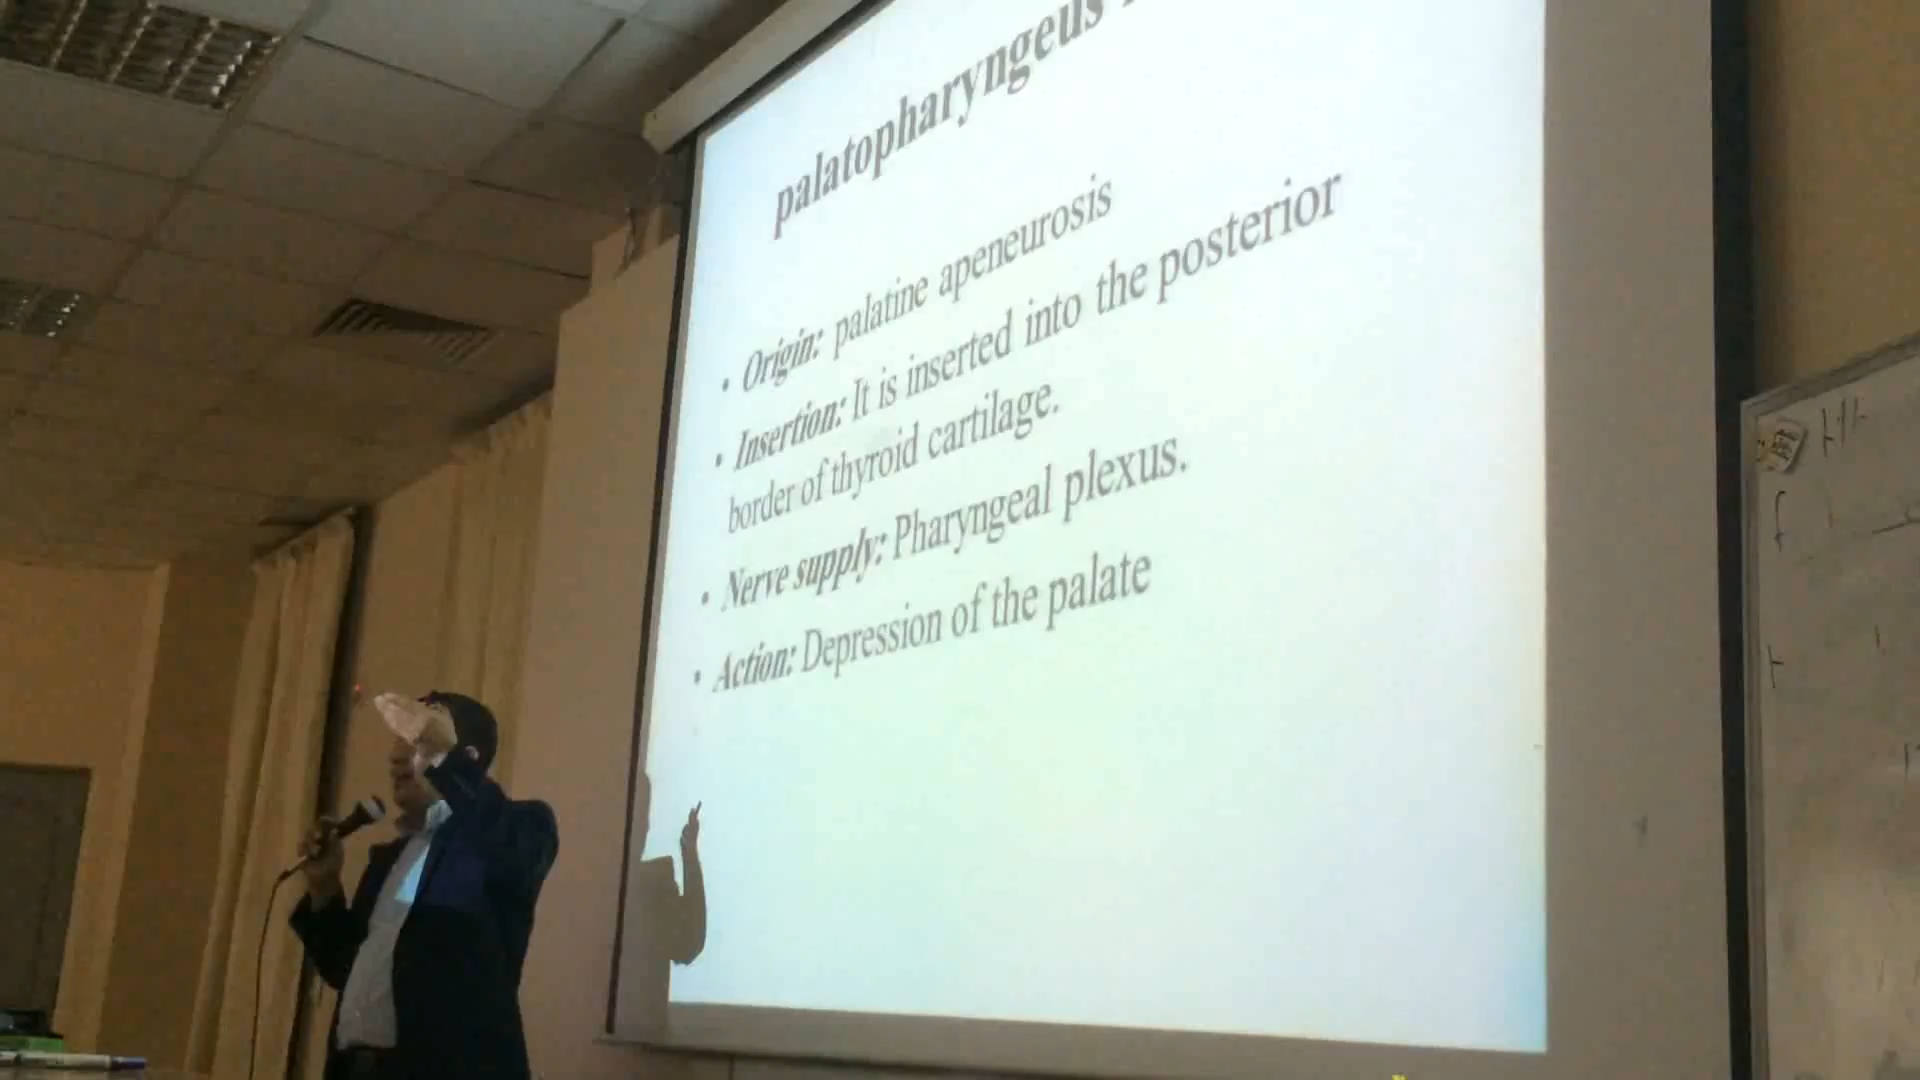 palatopharyngeus
• Origin: palatine apeneurosis
• Insertion: It is inserted into the posterior
border of thyroid cartilage.
• Nerve supply: Pharyngeal plexus.
• Action: Depression of the palate